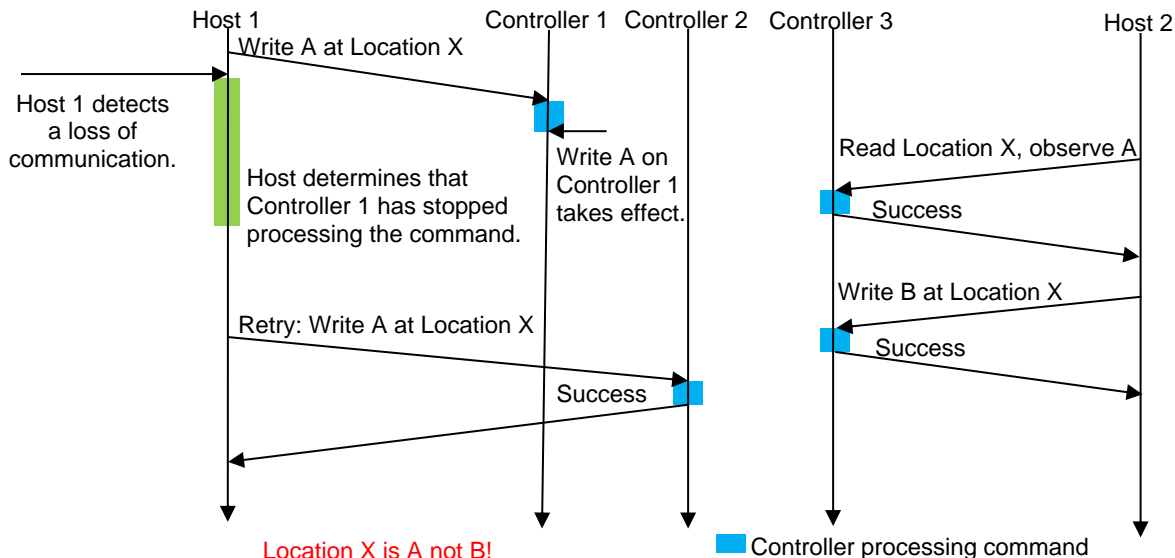 Host 1
Controller 1
Controller 2
Controller 3
Host 2
Write A at Location X
Host 1 detects
a loss of
communication.
Write A on
Controller 1
takes effect.
Read Location X, observe A
Host determines that
Controller 1 has stopped
processing the command.
Success
Write B at Location X
Retry: Write A at Location X
Success
Success
Location X is A not B!
Controller processing command